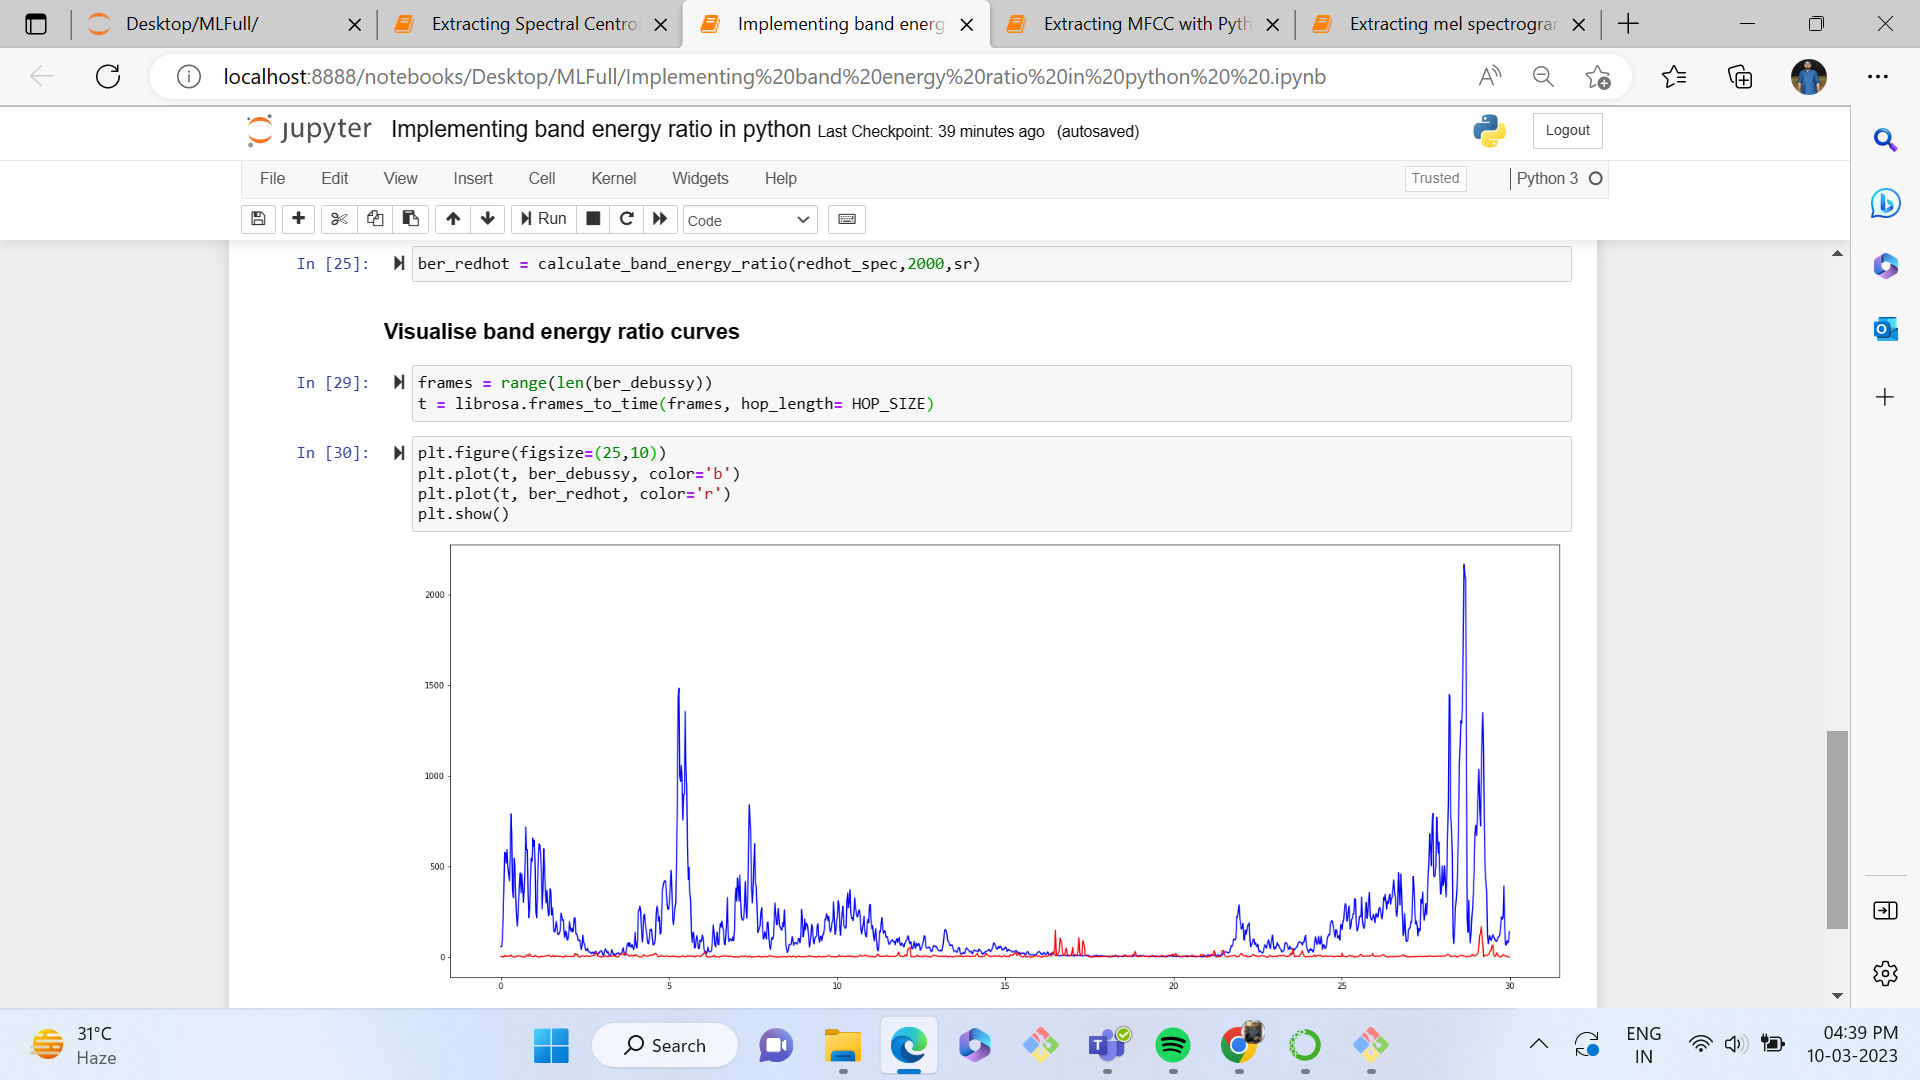 Desktop/MLFull/
Extracting Spectral Centro
Implementing band energ
Extracting MFCC with Pyth
Extracting mel spectrogra
localhost:8888/notebooks/Desktop/MLFull/Implementing%20band%20energy%20ratio%20in%20python%20%20.ipynb
jupyter Implementing band energy ratio in python Last Checkpoint: 39 minutes ago (autosaved)
Logout
File Edit View Insert Cell Kernel Widgets Help
Trusted
Python 3
Run
Code
In [25]: ber_redhot = calculate_band_energy_ratio(redhot_spec,2000,sr)
Visualise band energy ratio curves
In [29]: frames = range(len(ber_debussy))
t = librosa.frames_to_time(frames, hop_length= HOP_SIZE)
In [30]: plt.figure(figsize=(25,10))
plt.plot(t, ber_debussy, color='b')
plt.plot(t, ber_redhot, color='r')
plt.show()
2000
1500
1000
500
0
0 5 10 15 20 25 30
31°C
Haze
Search
ENG
IN
04:39 PM
10-03-2023